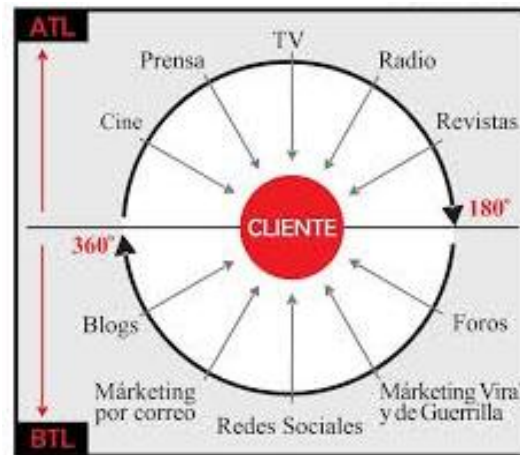 ATL
TV
Prensa
Radio
Cine
Revistas
CLIENTE
180°
360°
Blogs
Foros
Márketing
por correo
Redes Sociales
Márketing Viral
y de Guerrilla
BTL